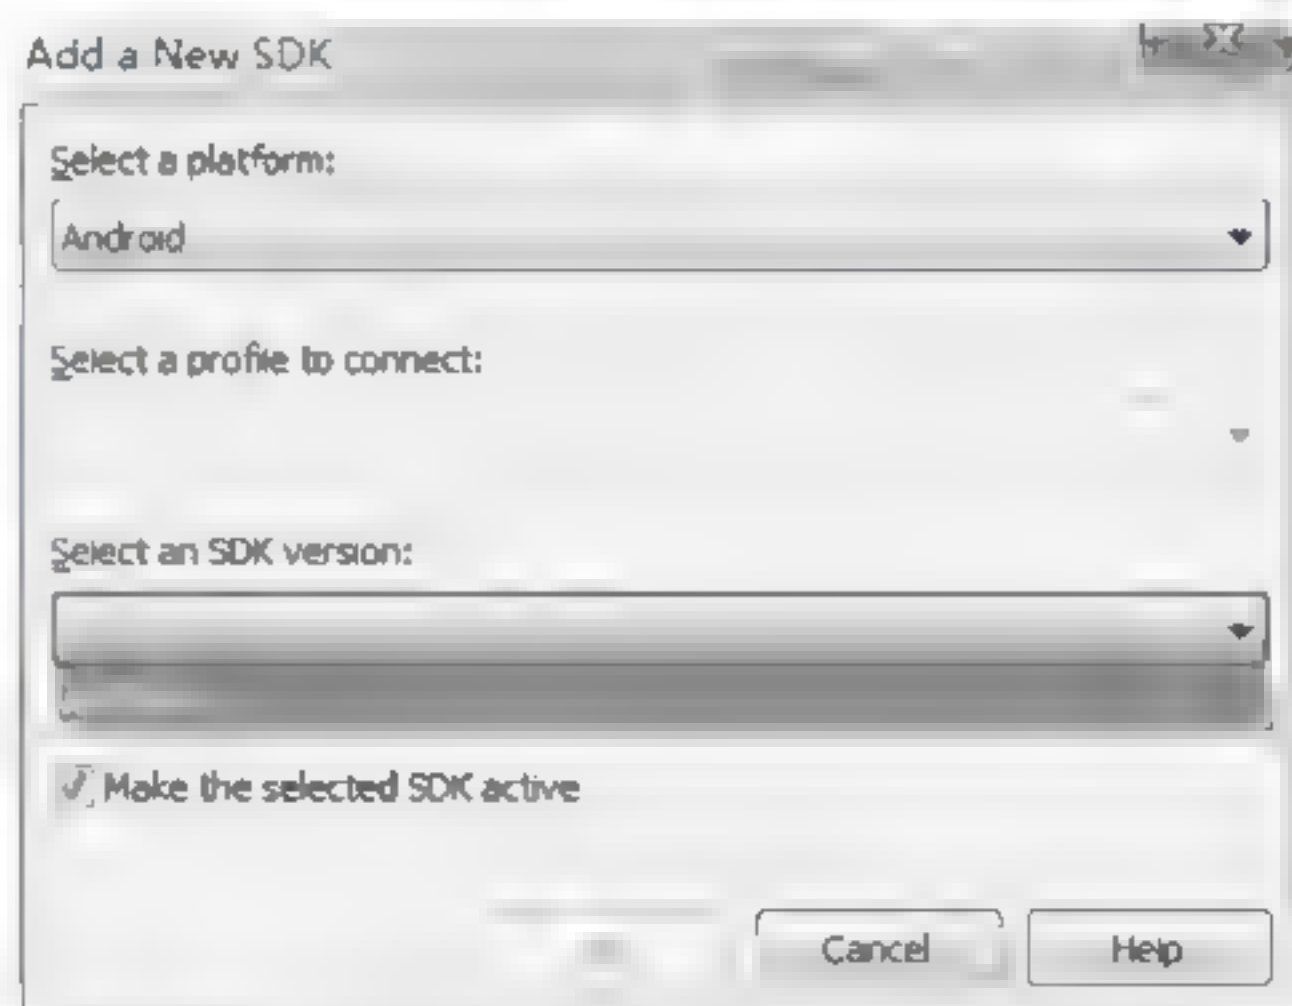 Add a New SDK
Select a platform:
Android
Select a profile to connect:
Select an SDK version:
Make the selected SDK active
Cancel
Help